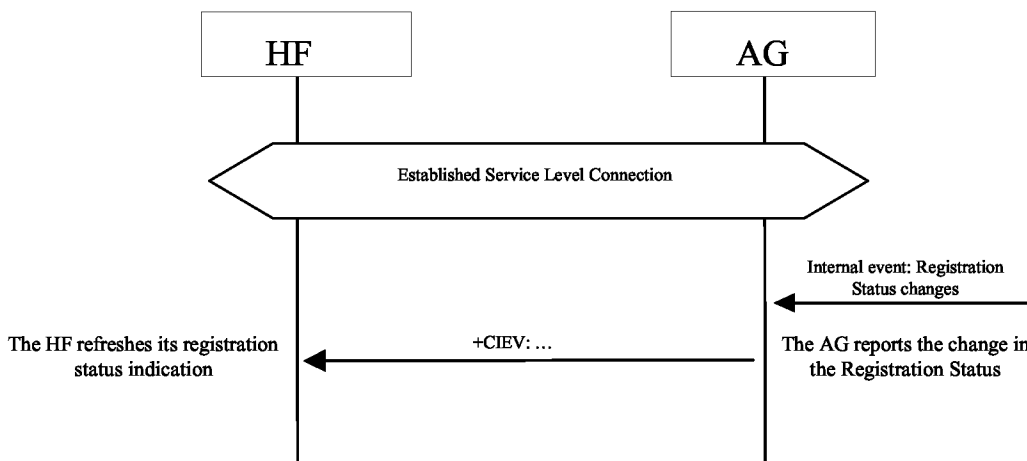 HF
AG
Established Service Level Connection
Internal event: Registration
Status changes
The HF refreshes its registration
status indication
+CIEV: …
The AG reports the change in
the Registration Status